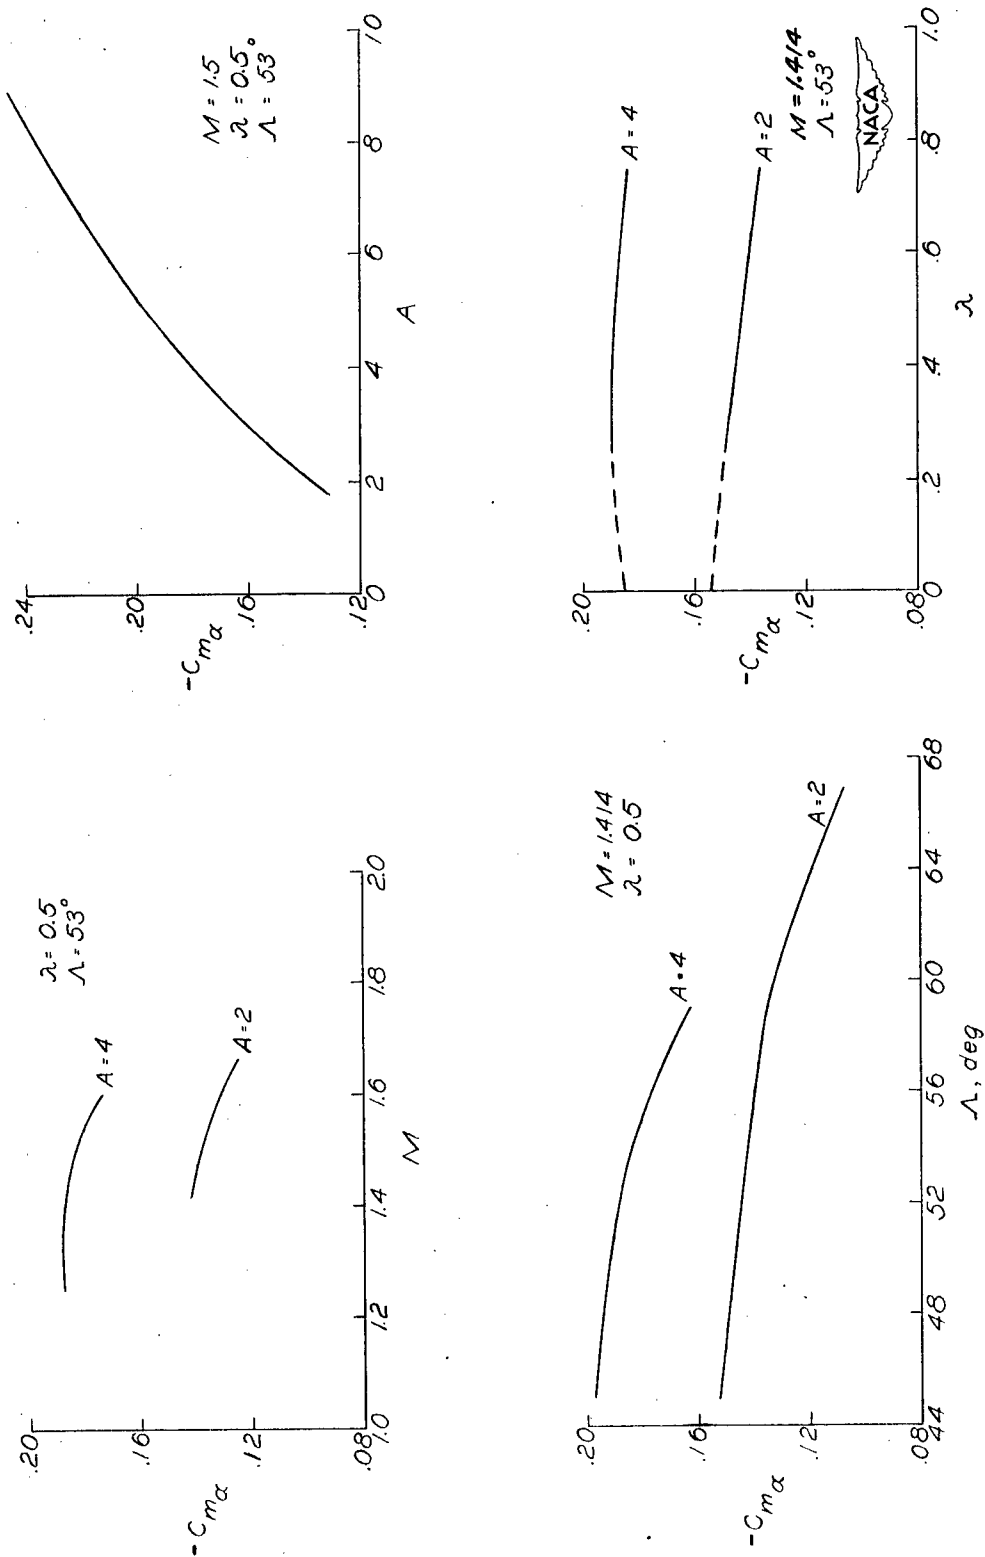 .20
.16
.12
.08
-Cmα
1.0
1.2
1.4
1.6
1.8
2.0
M
λ = 0.5
Λ = 53°
A = 4
A = 2
.24
.20
.16
.12
-Cmα
0
2
4
6
8
10
A
M = 1.5
λ = 0.5
Λ = 53°
.20
.16
.12
.08
-Cmα
44
48
52
56
60
64
68
Λ, deg
M = 1.414
λ = 0.5
A = 4
A = 2
.20
.16
.12
.08
-Cmα
0
.2
.4
.6
.8
1.0
λ
A = 4
A = 2
M = 1.414
Λ = 53°
NACA